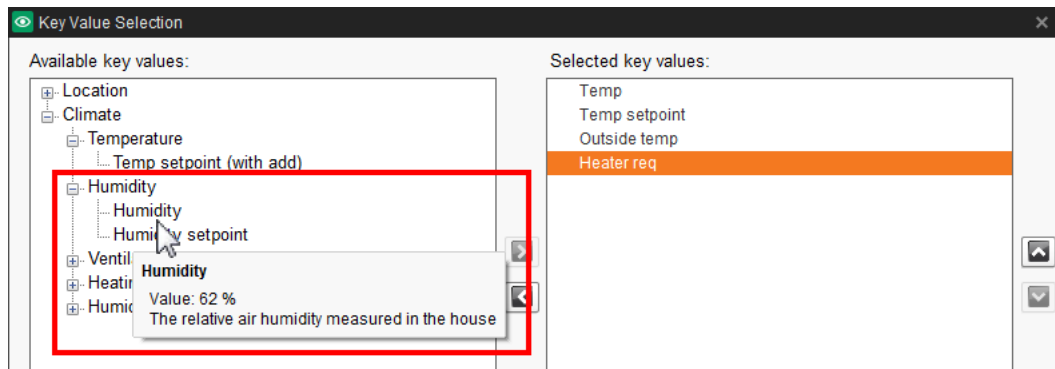 Key Value Selection
Available key values:
Location
Climate
Temperature
Temp setpoint (with add)
Humidity
Humidity
setpoint
Humidity
Value: 62 %
The relative air humidity measured in the house
Selected key values:
Temp
Temp setpoint
Outside temp
Heater req